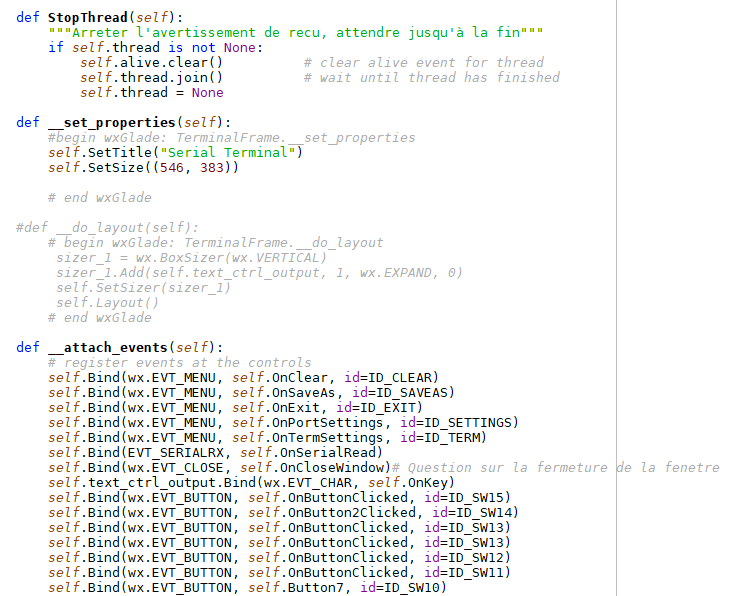 def StopThread(self):
"""Arreter l'avertissement de recu, attendre jusqu'à la fin"""
if self.thread is not None:
self.alive.clear() # clear alive event for thread
self.thread.join() # wait until thread has finished
self.thread = None
def __set_properties(self):
#begin wxGlade: TerminalFrame.__set_properties
self.SetTitle("Serial Terminal")
self.SetSize((546, 383))
# end wxGlade
#def __do_layout(self):
# begin wxGlade: TerminalFrame.__do_layout
sizer_1 = wx.BoxSizer(wx.VERTICAL)
sizer_1.Add(self.text_ctrl_output, 1, wx.EXPAND, 0)
self.SetSizer(sizer_1)
self.Layout()
# end wxGlade
def __attach_events(self):
# register events at the controls
self.Bind(wx.EVT_MENU, self.OnClear, id=ID_CLEAR)
self.Bind(wx.EVT_MENU, self.OnSaveAs, id=ID_SAVEAS)
self.Bind(wx.EVT_MENU, self.OnExit, id=ID_EXIT)
self.Bind(wx.EVT_MENU, self.OnPortSettings, id=ID_SETTINGS)
self.Bind(wx.EVT_MENU, self.OnTermSettings, id=ID_TERM)
self.Bind(EVT_SERIALRX, self.OnSerialRead)
self.Bind(wx.EVT_CLOSE, self.OnCloseWindow)# Question sur la fermeture de la fenetre
self.text_ctrl_output.Bind(wx.EVT_CHAR, self.OnKey)
self.Bind(wx.EVT_BUTTON, self.OnButtonClicked, id=ID_SW15)
self.Bind(wx.EVT_BUTTON, self.OnButton2Clicked, id=ID_SW14)
self.Bind(wx.EVT_BUTTON, self.OnButtonClicked, id=ID_SW13)
self.Bind(wx.EVT_BUTTON, self.OnButtonClicked, id=ID_SW13)
self.Bind(wx.EVT_BUTTON, self.OnButtonClicked, id=ID_SW12)
self.Bind(wx.EVT_BUTTON, self.OnButtonClicked, id=ID_SW11)
self.Bind(wx.EVT_BUTTON, self.Button7, id=ID_SW10)